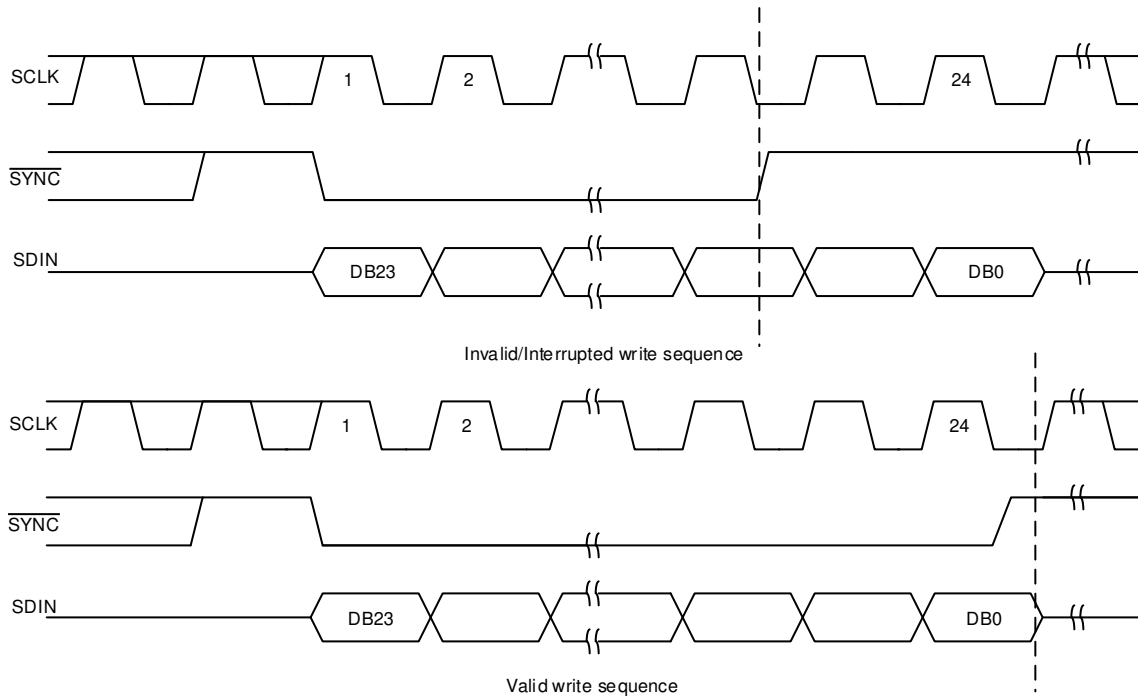 SCLK 1 2 24
SYNC
SDIN DB23 DB0
Invalid/Interrupted write sequence
SCLK 1 2 24
SYNC
SDIN DB23 DB0
Valid write sequence